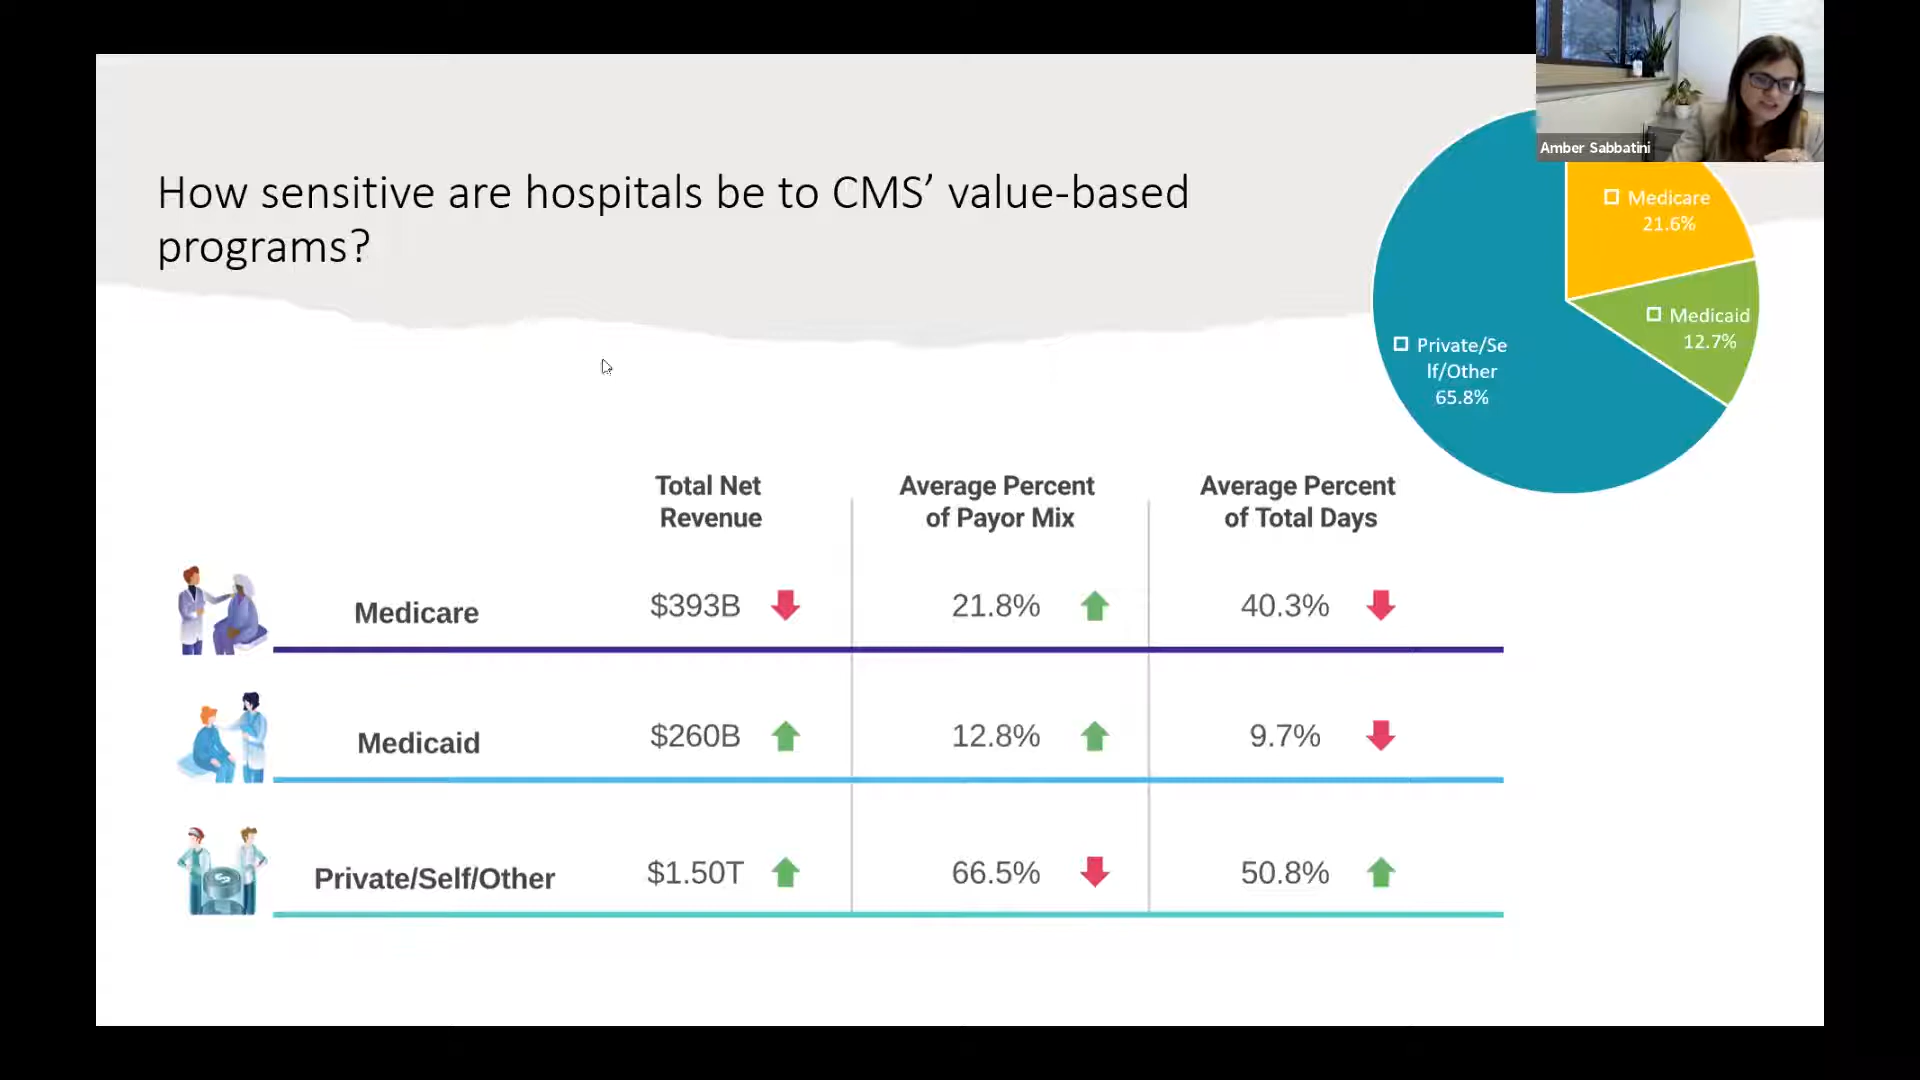 Amber Sabbatini
How sensitive are hospitals be to CMS’ value-based
programs?
Medicare
21.6%
Medicaid
12.7%
Private/Se
lf/Other
65.8%
Total Net
Revenue
Average Percent
of Payor Mix
Average Percent
of Total Days
Medicare $393B 21.8% 40.3%
Medicaid $260B 12.8% 9.7%
Private/Self/Other $1.50T 66.5% 50.8%